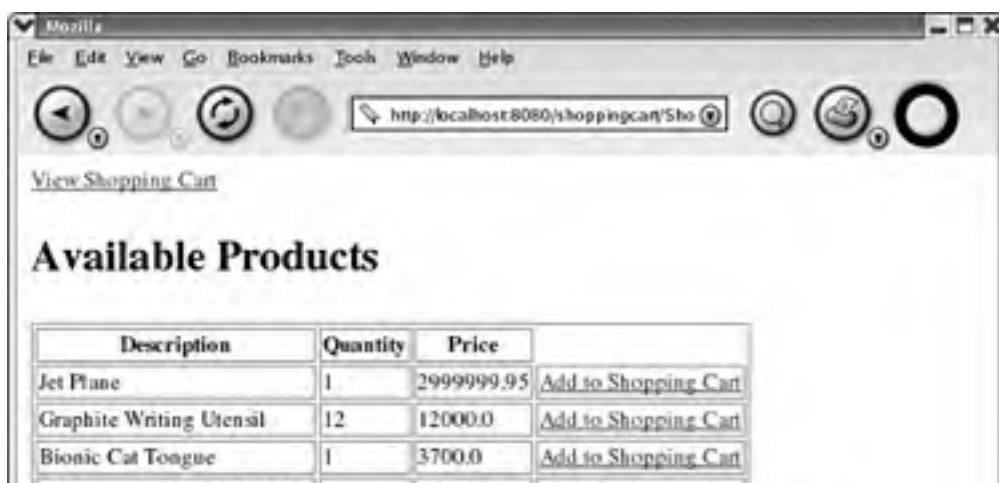 Mozilla
File Edit View Go Bookmarks Tools Window Help
http://localhost:8080/shoppingcart/Sho
View Shopping Cart
Available Products
Description Quantity Price
Jet Plane 1 2999999.95 Add to Shopping Cart
Graphite Writing Utensil 12 12000.0 Add to Shopping Cart
Bionic Cat Tongue 1 3700.0 Add to Shopping Cart